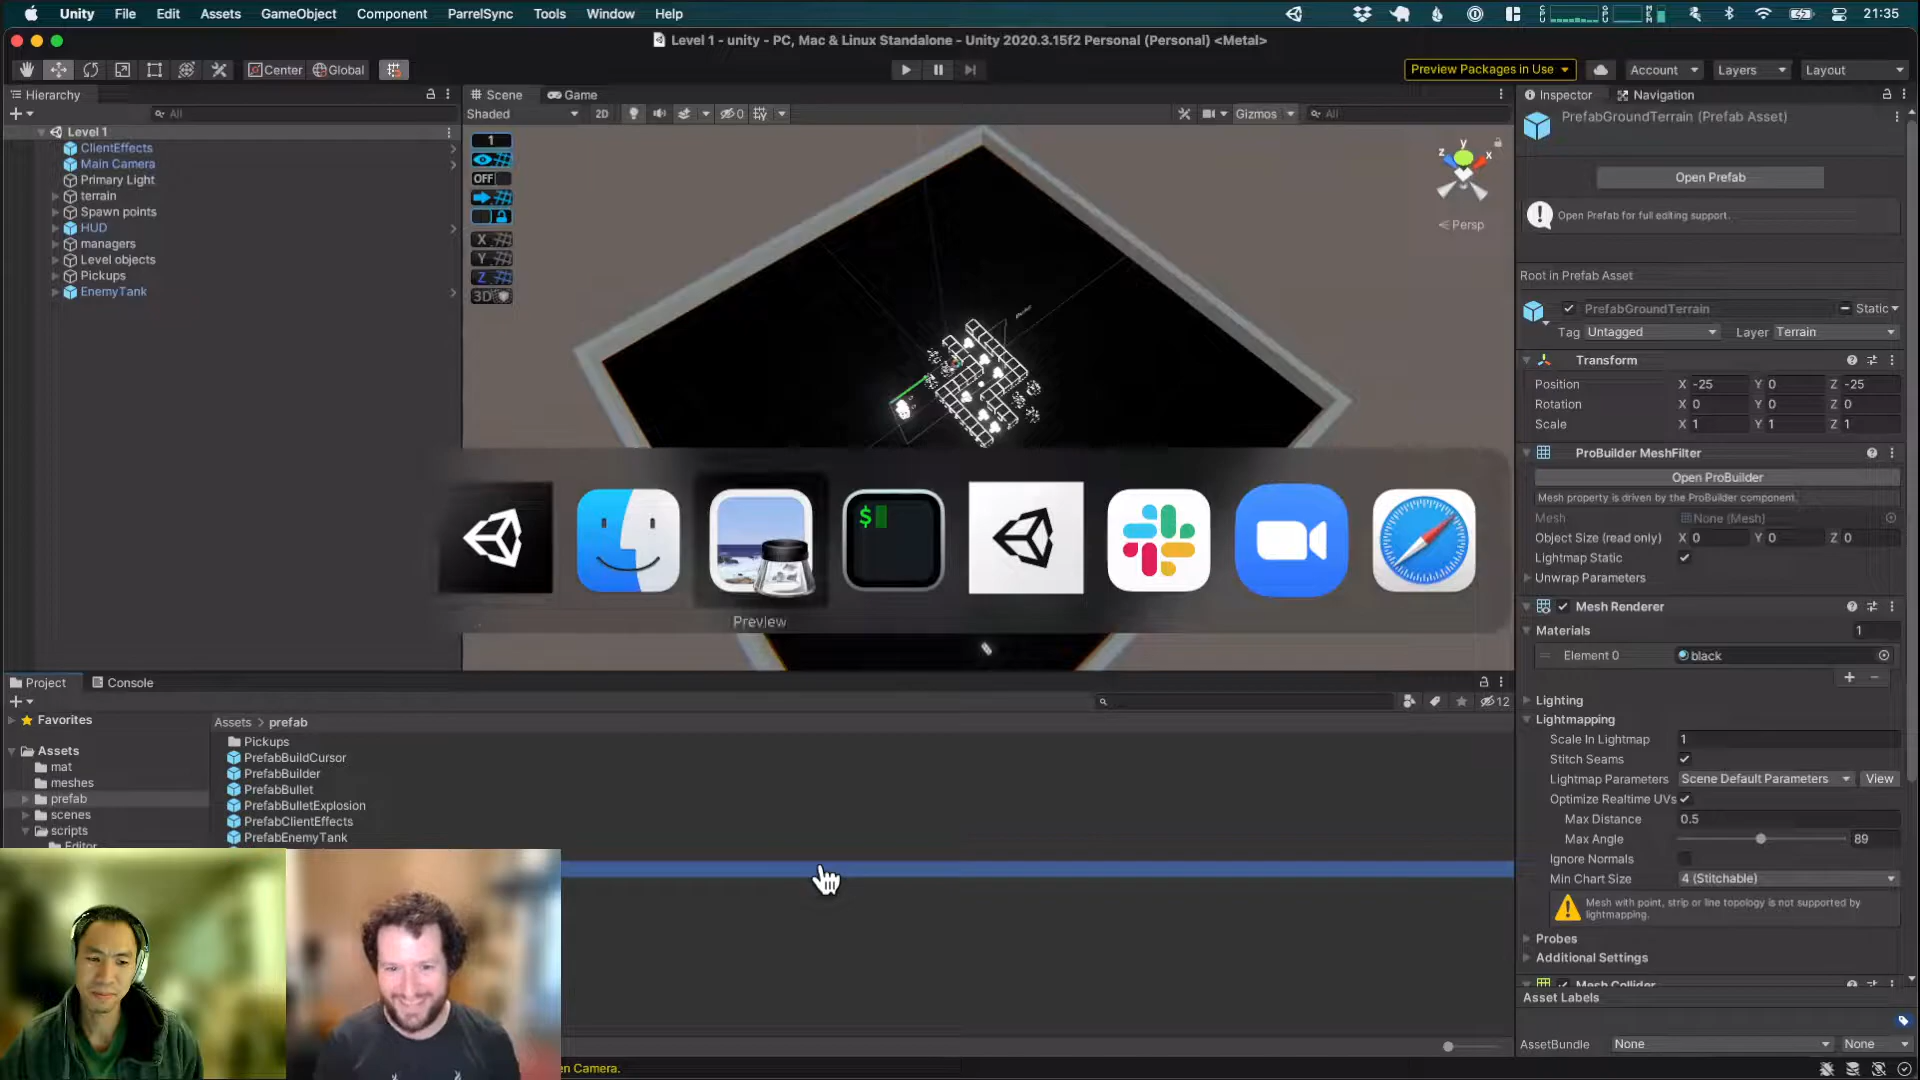 Unity File Edit Assets GameObject Component ParrelSync Tools Window Help 21:35
Level 1 - unity - PC, Mac & Linux Standalone - Unity 2020.3.15f2 Personal (Personal) <Metal>
Center Global Preview Packages in Use Account Layers Layout
Hierarchy
All
Level 1
ClientEffects
Main Camera
Primary Light
terrain
Spawn points
HUD
managers
Level objects
Pickups
EnemyTank
Scene Game
Shaded 2D 0 Gizmos All
1
OFF
X
Y
Z
3D
y
z x
Persp
Preview
Project Console
12
Favorites
Assets
mat
meshes
prefab
scenes
scripts
Editor
Assets > prefab
Pickups
PrefabBuildCursor
PrefabBuilder
PrefabBullet
PrefabBulletExplosion
PrefabClientEffects
PrefabEnemyTank
en Camera.
Inspector Navigation
PrefabGroundTerrain (Prefab Asset)
Open Prefab
Open Prefab for full editing support.
Root in Prefab Asset
PrefabGroundTerrain Static
Tag Untagged Layer Terrain
Transform
Position X -25 Y 0 Z -25
Rotation X 0 Y 0 Z 0
Scale X 1 Y 1 Z 1
ProBuilder MeshFilter
Open ProBuilder
Mesh property is driven by the ProBuilder component.
Mesh None (Mesh)
Object Size (read only) X 0 Y 0 Z 0
Lightmap Static
Unwrap Parameters
Mesh Renderer
Materials 1
Element 0 black
Lighting
Lightmapping
Scale In Lightmap 1
Stitch Seams
Lightmap Parameters Scene Default Parameters View
Optimize Realtime UVs
Max Distance 0.5
Max Angle 89
Ignore Normals
Min Chart Size 4 (Stitchable)
Mesh with point, strip or line topology is not supported by
lightmapping.
Probes
Additional Settings
Mesh Collider
Asset Labels
AssetBundle None None